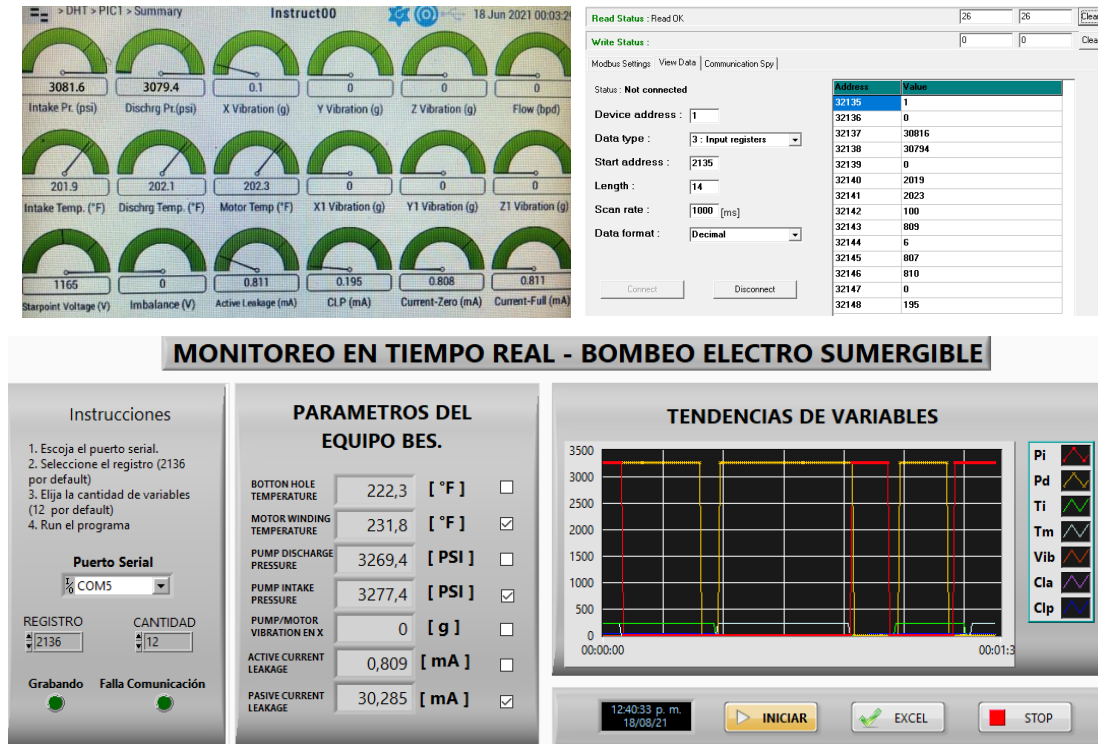 > DHT > PIC1 > Summary
Instruct00
18 Jun 2021 00:03:29
3081.6
3079.4
0.1
0
0
0
Intake Pr. (psi)
Dischrg Pr.(psi)
X Vibration (g)
Y Vibration (g)
Z Vibration (g)
Flow (bpd)
201.9
202.1
202.3
0
0
0
Intake Temp. (°F)
Dischrg Temp. (°F)
Motor Temp (°F)
X1 Vibration (g)
Y1 Vibration (g)
Z1 Vibration (g)
1165
0
0.811
0.195
0.808
0.811
Starpoint Voltage (V)
Imbalance (V)
Active Leakage (mA)
CLP (mA)
Current-Zero (mA)
Current-Full (mA)
Read Status : Read OK
26
26
Clear
Write Status :
0
0
Clea
Modbus Settings
View Data
Communication Spy
Status : Not connected
Device address :
1
Data type :
3 : Input registers
Start address :
2135
Length :
14
Scan rate :
1000
[ms]
Data format :
Decimal
Connect
Disconnect
Address Value
32135 1
32136 0
32137 30816
32138 30794
32139 0
32140 2019
32141 2023
32142 100
32143 809
32144 6
32145 807
32146 810
32147 0
32148 195
MONITOREO EN TIEMPO REAL - BOMBEO ELECTRO SUMERGIBLE
Instrucciones
1. Escoja el puerto serial.
2. Seleccione el registro (2136
por default)
3. Elija la cantidad de variables
(12 por default)
4. Run el programa
Puerto Serial
COM5
REGISTRO
CANTIDAD
2136
12
Grabando
Falla Comunicación
PARAMETROS DEL
EQUIPO BES.
BOTTON HOLE
TEMPERATURE
222,3
[ °F ]
MOTOR WINDING
TEMPERATURE
231,8
[ °F ]
PUMP DISCHARGE
PRESSURE
3269,4
[ PSI ]
PUMP INTAKE
PRESSURE
3277,4
[ PSI ]
PUMP/MOTOR
VIBRATION EN X
0
[ g ]
ACTIVE CURRENT
LEAKAGE
0,809
[ mA ]
PASIVE CURRENT
LEAKAGE
30,285
[ mA ]
TENDENCIAS DE VARIABLES
3500
3000
2500
2000
1500
1000
500
0
00:00:00
00:01:3
Pi
Pd
Ti
Tm
Vib
Cla
Clp
12:40:33 p. m.
18/08/21
INICIAR
EXCEL
STOP